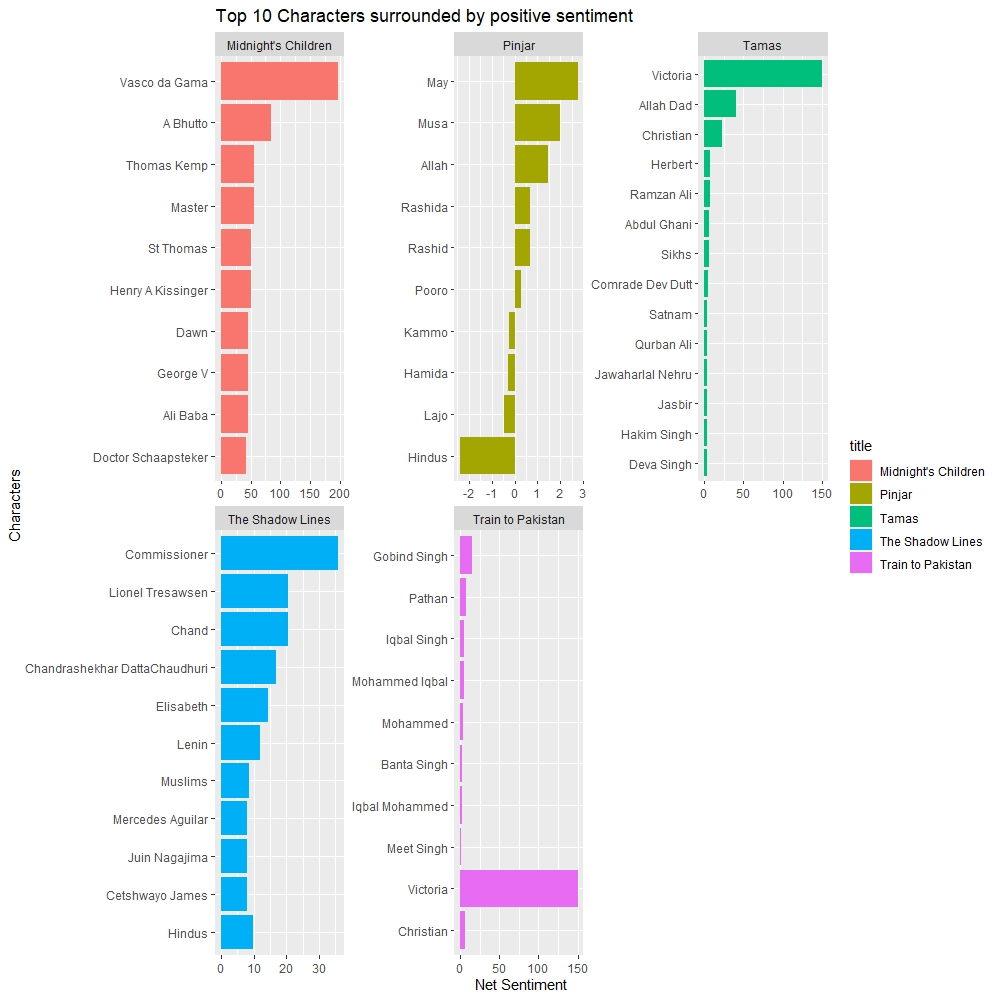 Top 10 Characters surrounded by positive sentiment
Midnight's Children
Vasco da Gama
A Bhutto
Thomas Kemp
Master
St Thomas
Henry A Kissinger
Dawn
George V
Ali Baba
Doctor Schaapsteker
0 50 100 150 200
Pinjar
May
Musa
Allah
Rashida
Rashid
Pooro
Kammo
Hamida
Lajo
Hindus
-2 -1 0 1 2 3
Tamas
Victoria
Allah Dad
Christian
Herbert
Ramzan Ali
Abdul Ghani
Sikhs
Comrade Dev Dutt
Satnam
Qurban Ali
Jawaharlal Nehru
Jasbir
Hakim Singh
Deva Singh
0 50 100 150
The Shadow Lines
Commissioner
Lionel Tresawsen
Chand
Chandrashekhar DattaChaudhuri
Elisabeth
Lenin
Muslims
Mercedes Aguilar
Juin Nagajima
Cetshwayo James
Hindus
0 10 20 30
Train to Pakistan
Gobind Singh
Pathan
Iqbal Singh
Mohammed Iqbal
Mohammed
Banta Singh
Iqbal Mohammed
Meet Singh
Victoria
Christian
0 50 100 150
Net Sentiment
Characters
title
Midnight's Children
Pinjar
Tamas
The Shadow Lines
Train to Pakistan